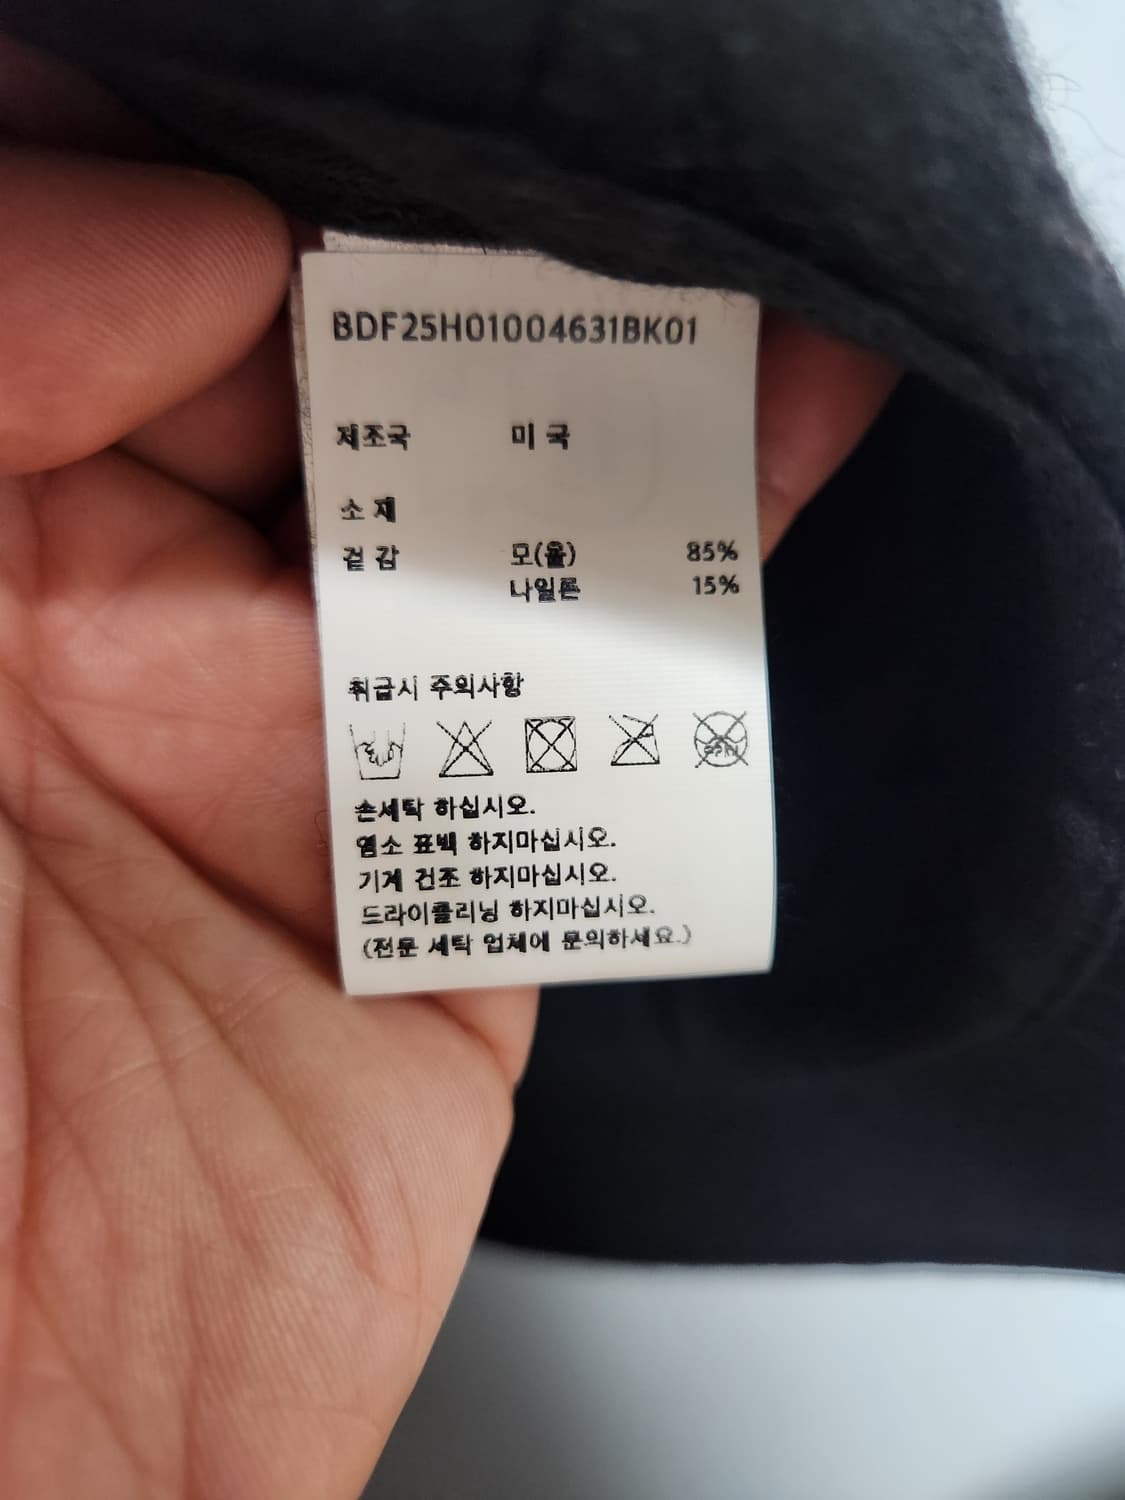 BDF25H01004631BK01
제조국 미 국
소 재
겉 감 모(울) 85%
나일론 15%
취급시 주의사항
손세탁 하십시오.
염소 표백 하지마십시오.
기계 건조 하지마십시오.
드라이클리닝 하지마십시오.
(전문 세탁 업체에 문의하세요.)